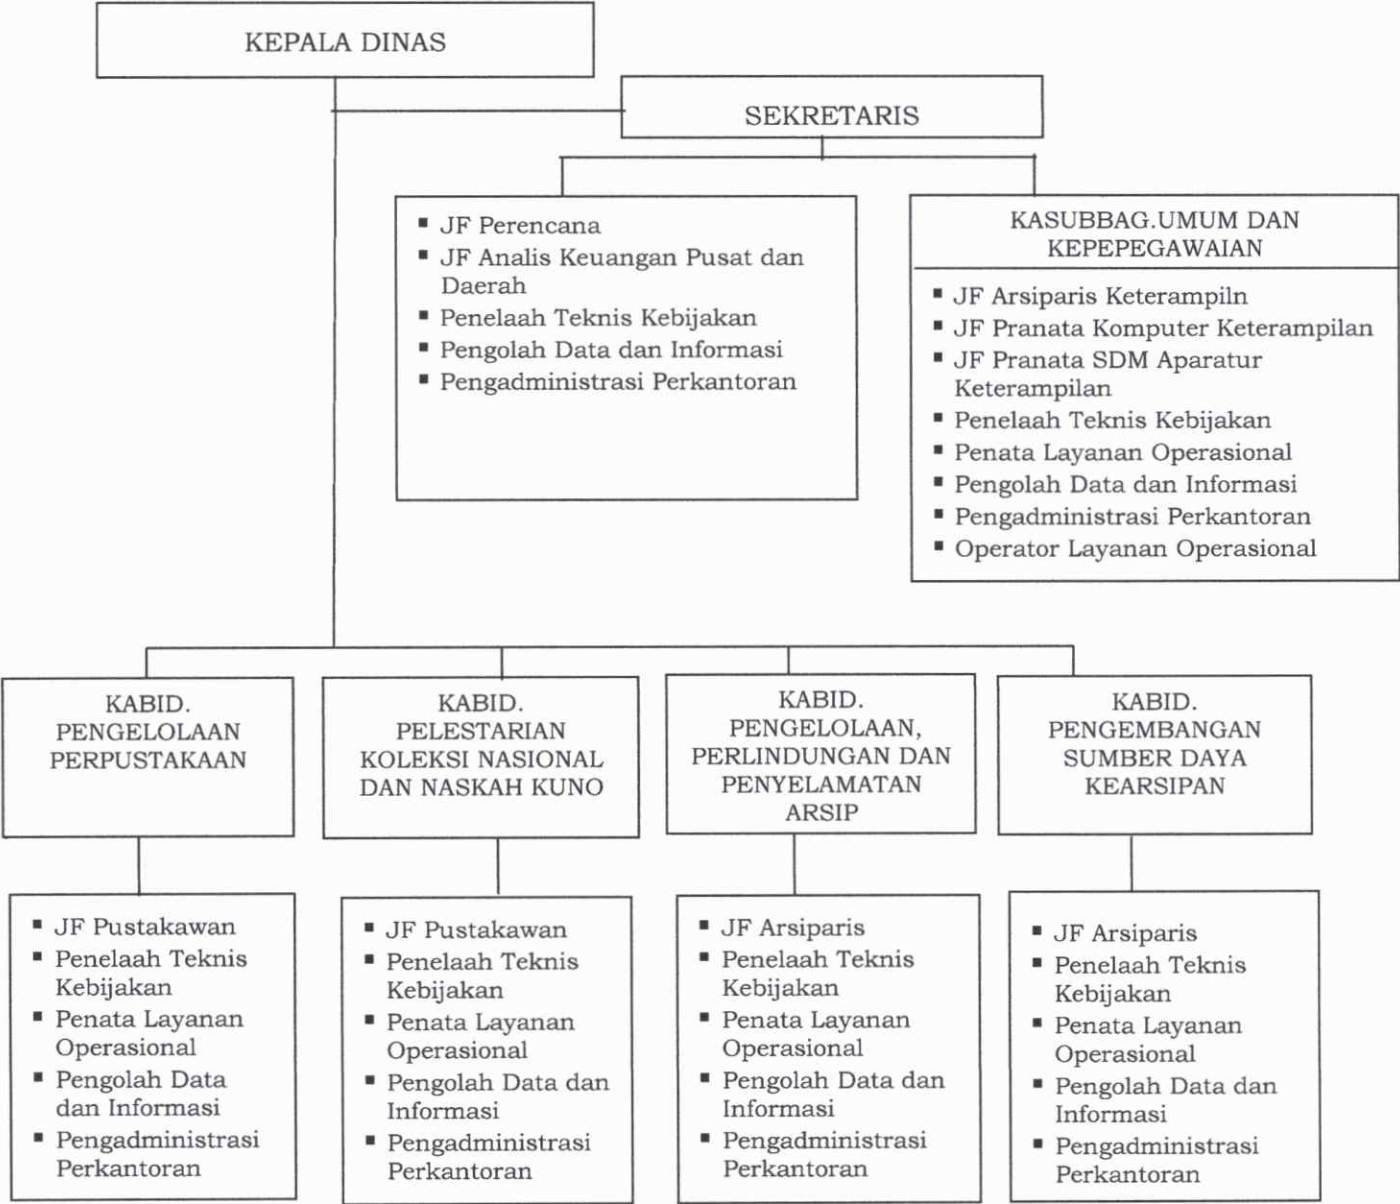 KEPALA DINAS
SEKRETARIS
▪ JF Perencana
▪ JF Analis Keuangan Pusat dan
Daerah
▪ Penelaah Teknis Kebijakan
▪ Pengolah Data dan Informasi
▪ Pengadministrasi Perkantoran
KASUBBAG.UMUM DAN
KEPEPEGAWAIAN
▪ JF Arsiparis Keterampiln
▪ JF Pranata Komputer Keterampilan
▪ JF Pranata SDM Aparatur
Keterampilan
▪ Penelaah Teknis Kebijakan
▪ Penata Layanan Operasional
▪ Pengolah Data dan Informasi
▪ Pengadministrasi Perkantoran
▪ Operator Layanan Operasional
KABID.
PENGELOLAAN
PERPUSTAKAAN
KABID.
PELESTARIAN
KOLEKSI NASIONAL
DAN NASKAH KUNO
KABID.
PENGELOLAAN,
PERLINDUNGAN DAN
PENYELAMATAN
ARSIP
KABID.
PENGEMBANGAN
SUMBER DAYA
KEARSIPAN
▪ JF Pustakawan
▪ Penelaah Teknis
Kebijakan
▪ Penata Layanan
Operasional
▪ Pengolah Data
dan Informasi
▪ Pengadministrasi
Perkantoran
▪ JF Pustakawan
▪ Penelaah Teknis
Kebijakan
▪ Penata Layanan
Operasional
▪ Pengolah Data dan
Informasi
▪ Pengadministrasi
Perkantoran
▪ JF Arsiparis
▪ Penelaah Teknis
Kebijakan
▪ Penata Layanan
Operasional
▪ Pengolah Data dan
Informasi
▪ Pengadministrasi
Perkantoran
▪ JF Arsiparis
▪ Penelaah Teknis
Kebijakan
▪ Penata Layanan
Operasional
▪ Pengolah Data dan
Informasi
▪ Pengadministrasi
Perkantoran